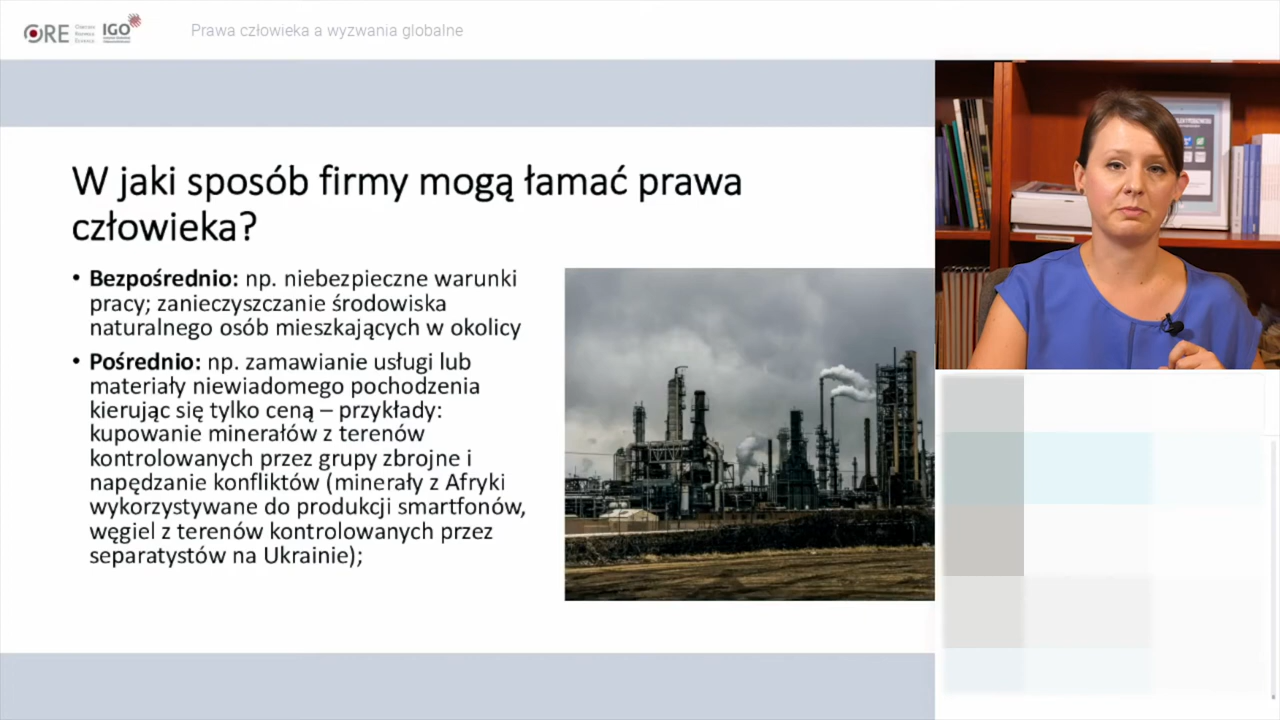 ORE
IGO
Prawa człowieka a wyzwania globalne
W jaki sposób firmy mogą łamać prawa
człowieka?
• Bezpośrednio: np. niebezpieczne warunki
pracy; zanieczyszczanie środowiska
naturalnego osób mieszkających w okolicy
• Pośrednio: np. zamawianie usługi lub
materiały niewiadomego pochodzenia
kierując się tylko ceną – przykłady:
kupowanie minerałów z terenów
kontrolowanych przez grupy zbrojne i
napędzanie konfliktów (minerały z Afryki
wykorzystywane do produkcji smartfonów,
węgiel z terenów kontrolowanych przez
separatystów na Ukrainie);